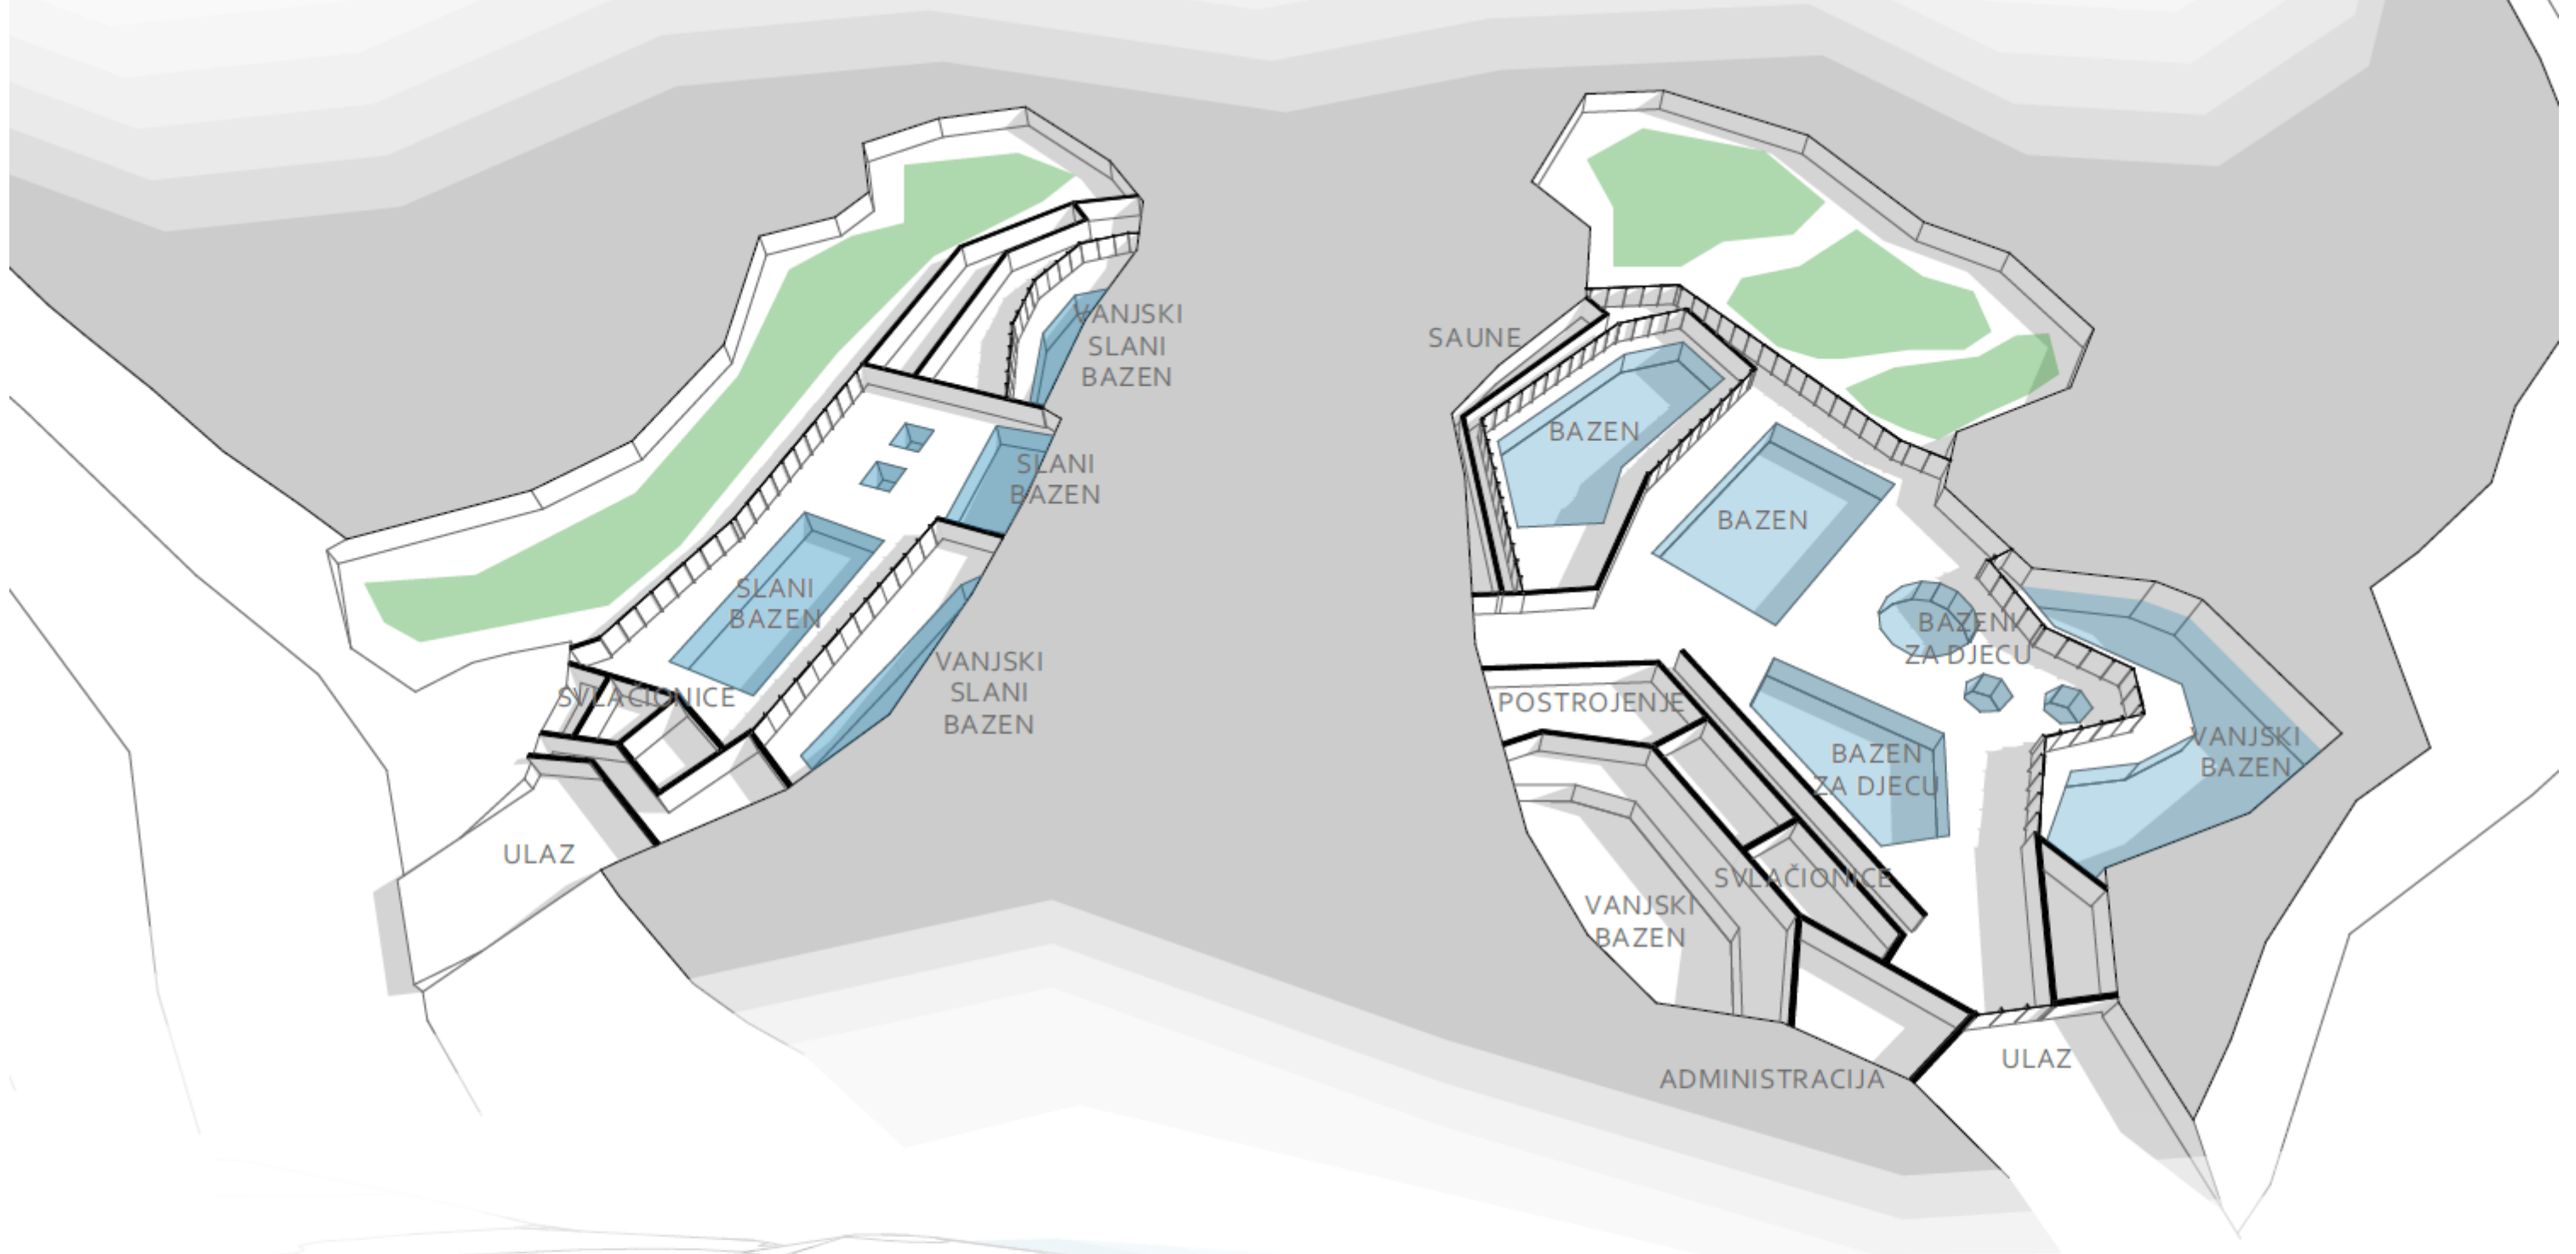 VANJSKI
SLANI
BAZEN
SLANI
BAZEN
SLANI
BAZEN
VANJSKI
SLANI
BAZEN
SVLAČIONICE
ULAZ
SAUNE
BAZEN
BAZEN
BAZENI
ZA DJECU
POSTROJENJE
BAZEN
ZA DJECU
VANJSKI
BAZEN
SVLAČIONICE
VANJSKI
BAZEN
ULAZ
ADMINISTRACIJA